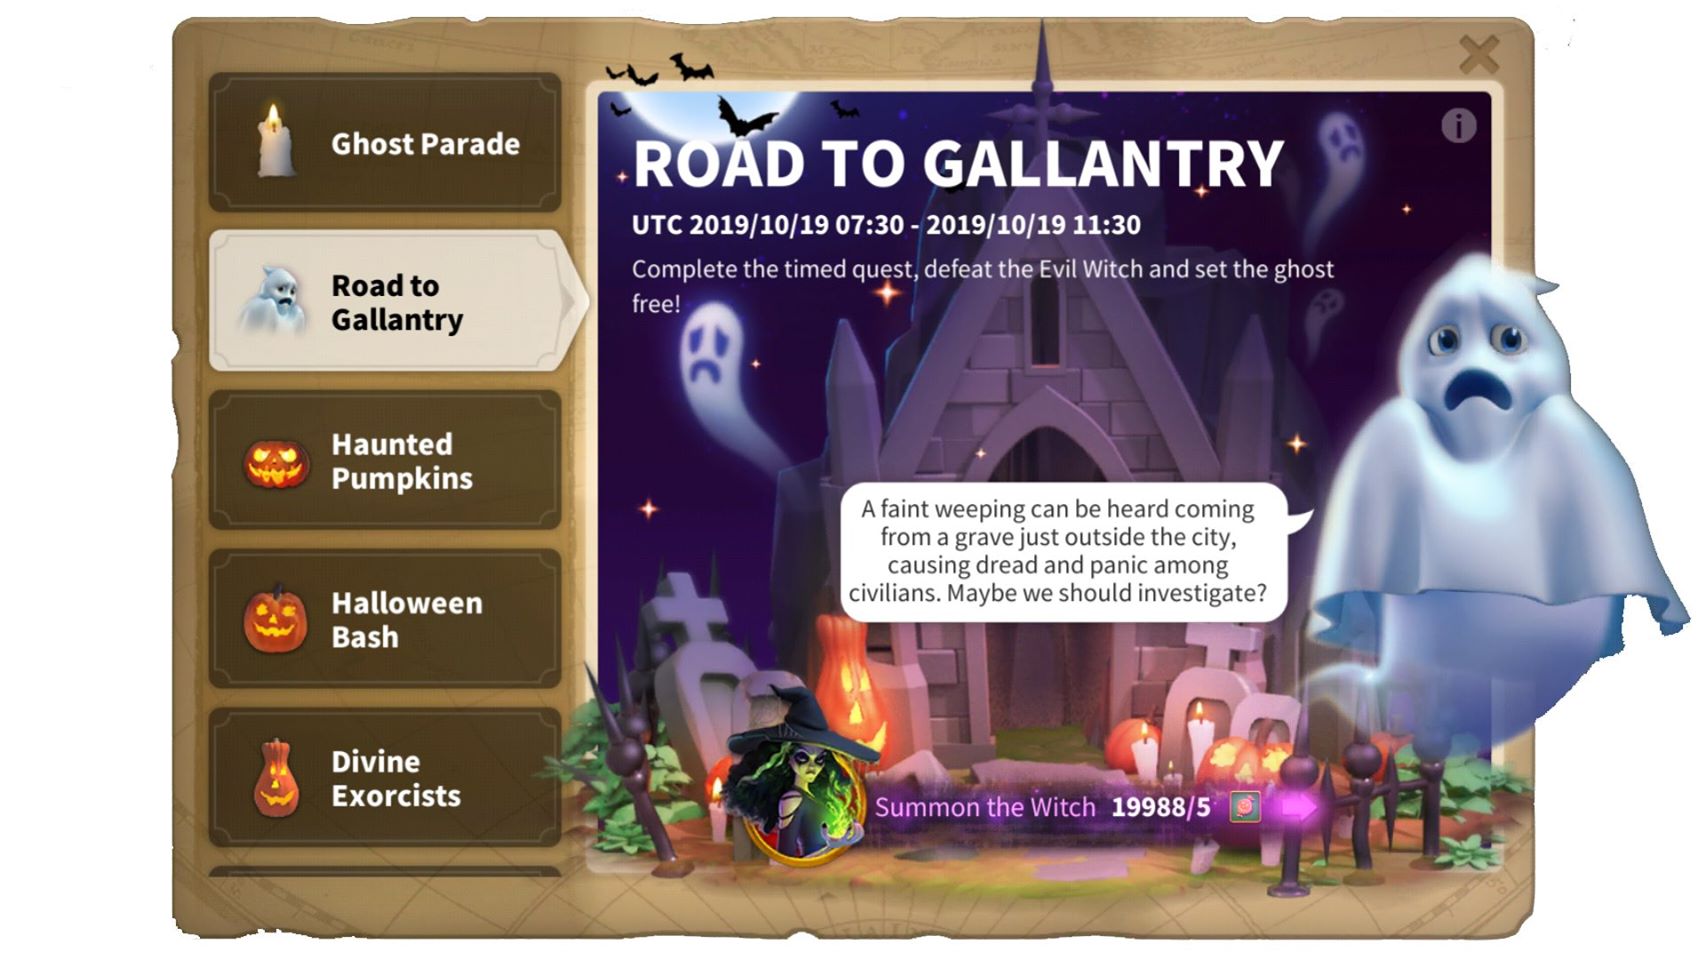 Ghost Parade
Road to
Gallantry
Haunted
Pumpkins
Halloween
Bash
Divine
Exorcists
ROAD TO GALLANTRY
UTC 2019/10/19 07:30 - 2019/10/19 11:30
Complete the timed quest, defeat the Evil Witch and set the ghost
free!
A faint weeping can be heard coming
from a grave just outside the city,
causing dread and panic among
civilians. Maybe we should investigate?
Summon the Witch 19988/5